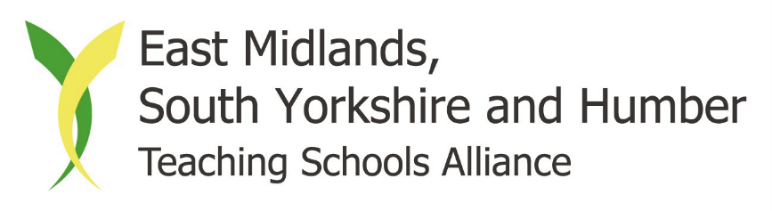 East Midlands,
South Yorkshire and Humber
Teaching Schools Alliance